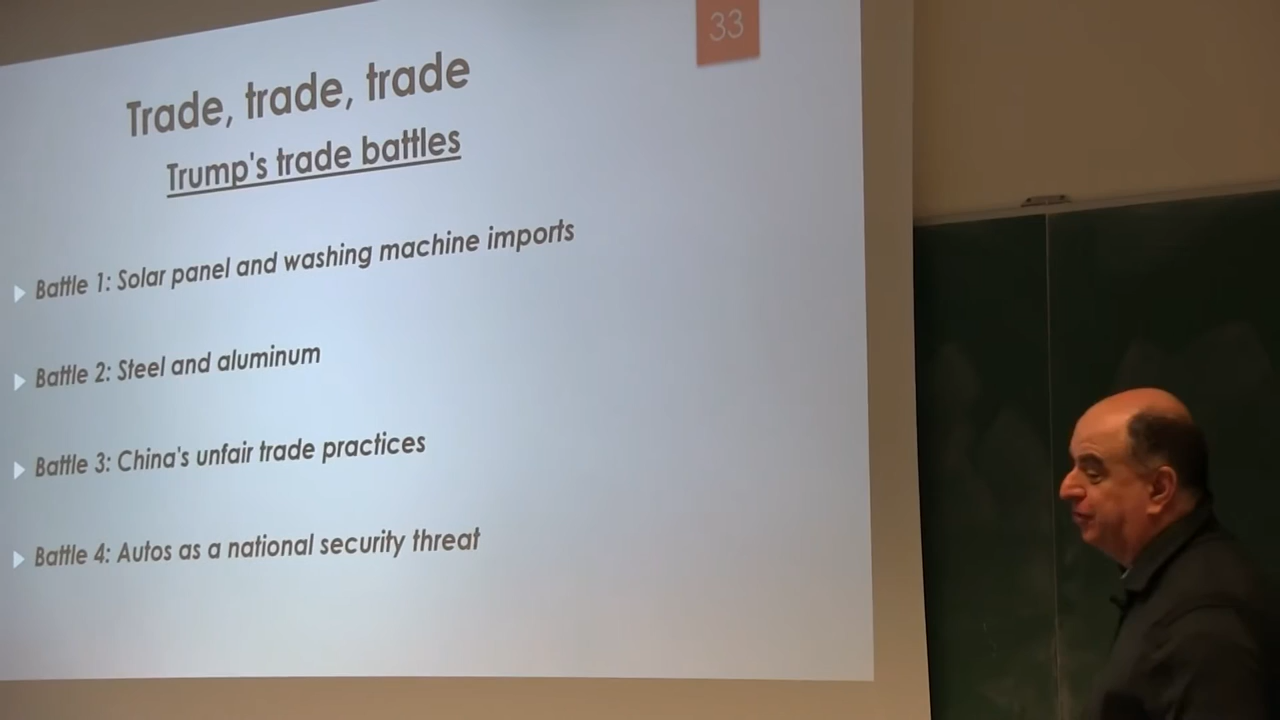 33
Trade, trade, trade
Trump's trade battles
Battle 1: Solar panel and washing machine imports
Battle 2: Steel and aluminum
Battle 3: China's unfair trade practices
Battle 4: Autos as a national security threat